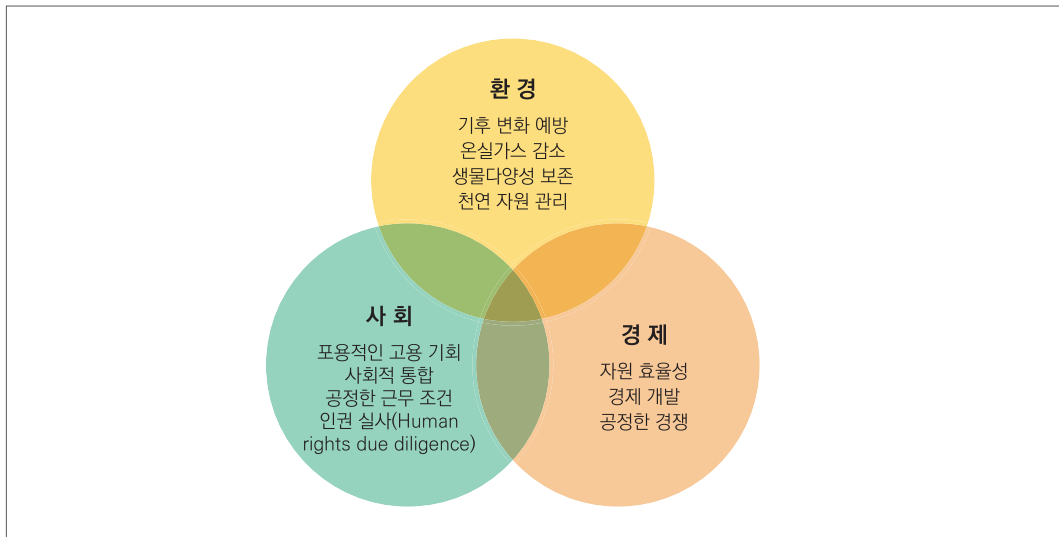 환 경
기후 변화 예방
온실가스 감소
생물다양성 보존
천연 자원 관리
사 회
포용적인 고용 기회
사회적 통합
공정한 근무 조건
인권 실사(Human
rights due diligence)
경 제
자원 효율성
경제 개발
공정한 경쟁